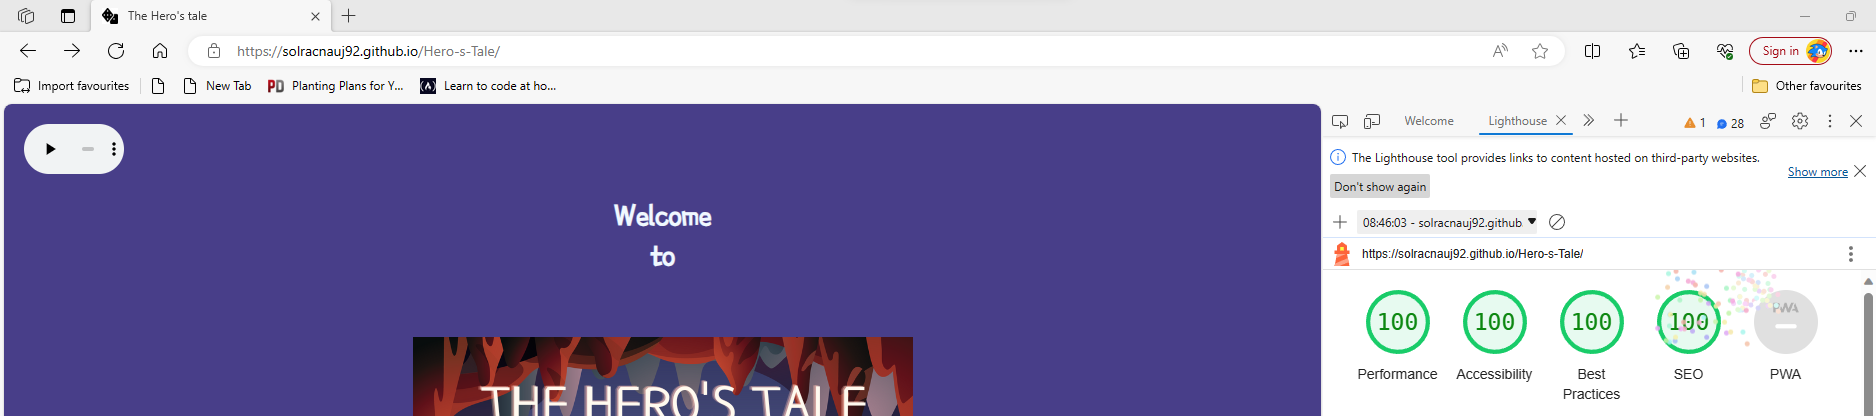 The Hero's tale
https://solracnauj92.github.io/Hero-s-Tale/
Sign in
Import favourites
New Tab
PD Planting Plans for Y...
Learn to code at ho...
Other favourites
Welcome
Lighthouse
1
28
The Lighthouse tool provides links to content hosted on third-party websites.
Show more
Don't show again
08:46:03 - solracnauj92.github
https://solracnauj92.github.io/Hero-s-Tale/
Welcome
to
THE HERO'S TALE
100 100 100 100 PWA
Performance Accessibility Best Practices SEO PWA